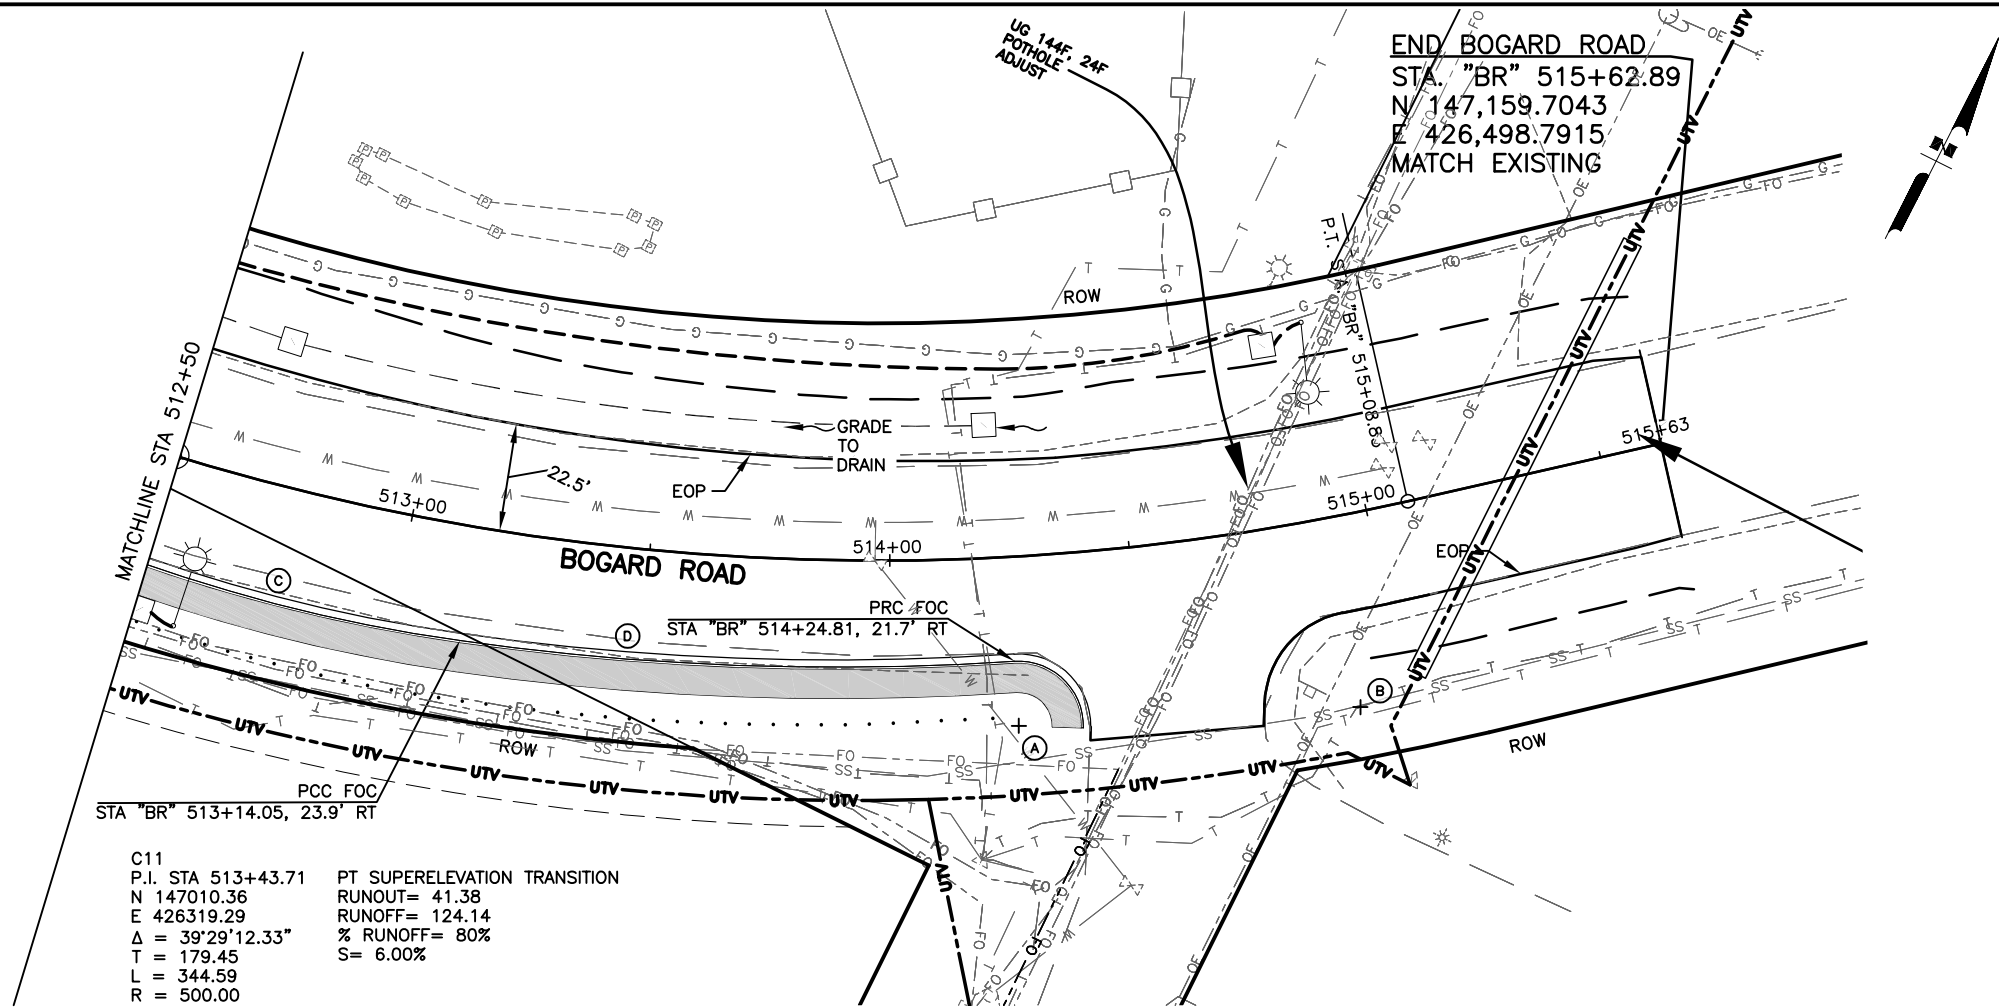 UG 144F, 24F
POTHOLE
ADJUST
END BOGARD ROAD
STA. "BR" 515+62.89
N 147,159.7043
E 426,498.7915
MATCH EXISTING
N
UTV
OE
FO
T
G
ROW
P.T. STA. "BR" 515+08.85
MATCHLINE STA 512+50
GRADE
TO
DRAIN
EOP
22.5'
W
513+00
514+00
515+00
515+63
BOGARD ROAD
EOP
C
D
PRC FOC
STA "BR" 514+24.81, 21.7' RT
B
A
SS
ROW
ROW
PCC FOC
STA "BR" 513+14.05, 23.9' RT
C11
P.I. STA 513+43.71
N 147010.36
E 426319.29
Δ = 39°29'12.33"
T = 179.45
L = 344.59
R = 500.00
PT SUPERELEVATION TRANSITION
RUNOUT= 41.38
RUNOFF= 124.14
% RUNOFF= 80%
S= 6.00%